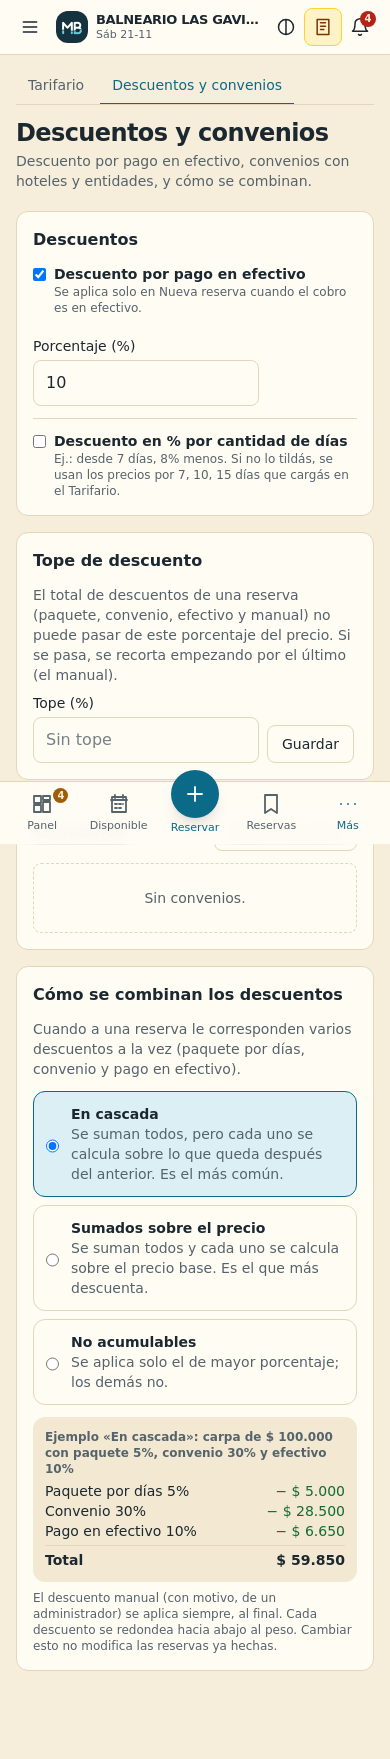 MB
BALNEARIO LAS GAVI...
Sáb 21-11
4
Tarifario
Descuentos y convenios
Descuentos y convenios
Descuento por pago en efectivo, convenios con
hoteles y entidades, y cómo se combinan.
Descuentos
Descuento por pago en efectivo
Se aplica solo en Nueva reserva cuando el cobro
es en efectivo.
Porcentaje (%)
10
Descuento en % por cantidad de días
Ej.: desde 7 días, 8% menos. Si no lo tildás, se
usan los precios por 7, 10, 15 días que cargás en
el Tarifario.
Tope de descuento
El total de descuentos de una reserva
(paquete, convenio, efectivo y manual) no
puede pasar de este porcentaje del precio. Si
se pasa, se recorta empezando por el último
(el manual).
Tope (%)
Sin tope
Guardar
Panel
4
Disponible
Reservar
Reservas
Más
Sin convenios.
Cómo se combinan los descuentos
Cuando a una reserva le corresponden varios
descuentos a la vez (paquete por días,
convenio y pago en efectivo).
En cascada
Se suman todos, pero cada uno se
calcula sobre lo que queda después
del anterior. Es el más común.
Sumados sobre el precio
Se suman todos y cada uno se calcula
sobre el precio base. Es el que más
descuenta.
No acumulables
Se aplica solo el de mayor porcentaje;
los demás no.
Ejemplo «En cascada»: carpa de $ 100.000
con paquete 5%, convenio 30% y efectivo
10%
Paquete por días 5% − $ 5.000
Convenio 30% − $ 28.500
Pago en efectivo 10% − $ 6.650
Total $ 59.850
El descuento manual (con motivo, de un
administrador) se aplica siempre, al final. Cada
descuento se redondea hacia abajo al peso. Cambiar
esto no modifica las reservas ya hechas.